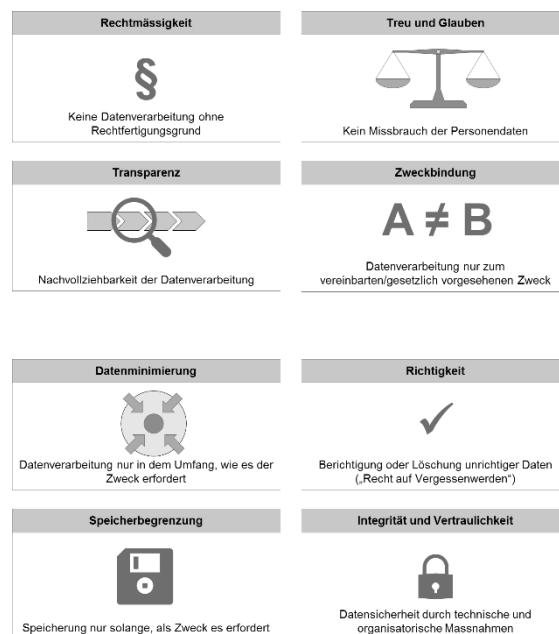 Rechtmässigkeit
§
Keine Datenverarbeitung ohne
Rechtfertigungsgrund
Treu und Glauben
Kein Missbrauch der Personendaten
Transparenz
Nachvollziehbarkeit der Datenverarbeitung
Zweckbindung
A ≠ B
Datenverarbeitung nur zum
vereinbarten/gesetzlich vorgesehenen Zweck
Datenminimierung
Datenverarbeitung nur in dem Umfang, wie es der
Zweck erfordert
Richtigkeit
Berichtigung oder Löschung unrichtiger Daten
(„Recht auf Vergessenwerden“)
Speicherbegrenzung
Speicherung nur solange, als Zweck es erfordert
Integrität und Vertraulichkeit
Datensicherheit durch technische und
organisatorische Massnahmen